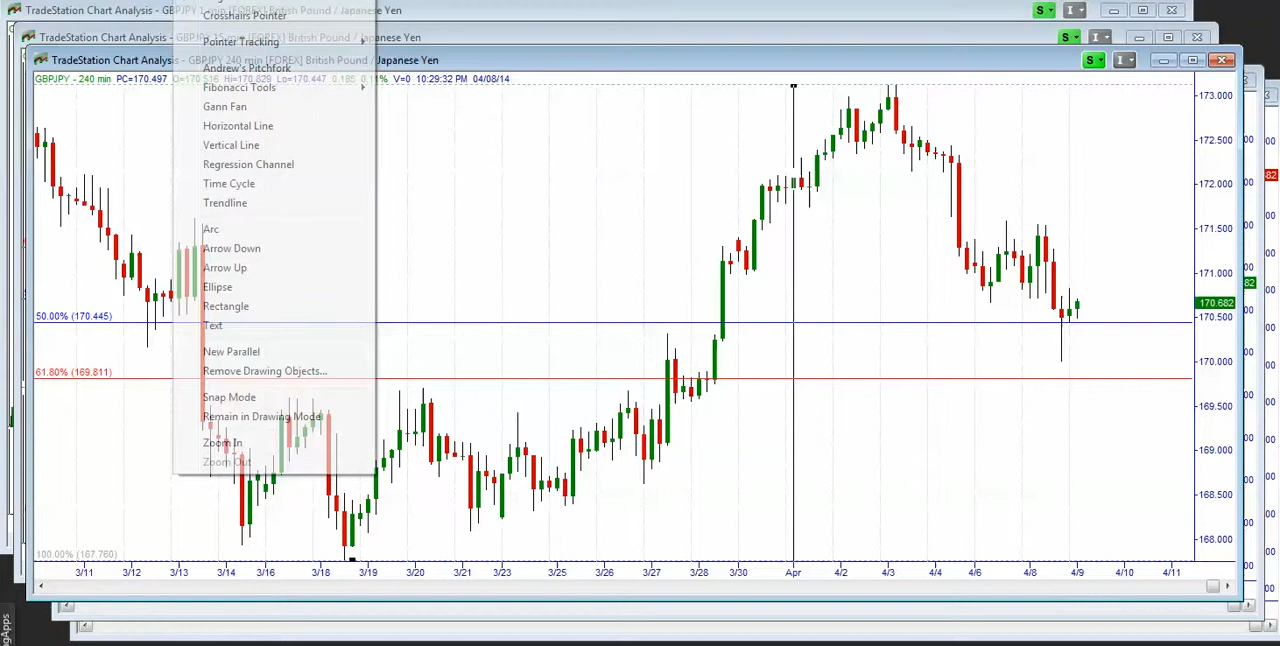 TradeStation Chart Analysis - GBPJPY 1 min [FOREX] British Pound / Japanese Yen
Crosshairs Pointer
TradeStation Chart Analysis - GBPJPY 15 min [FOREX] British Pound / Japanese Yen
Pointer Tracking
TradeStation Chart Analysis - GBPJPY 240 min [FOREX] British Pound / Japanese Yen
Andrew's Pitchfork
GBPJPY - 240 min PC=170.497 O=170.516 Hi=170.829 Lo=170.447 0.185 0.11% V=0 10:29:32 PM 04/08/14
Fibonacci Tools
Gann Fan
Horizontal Line
Vertical Line
Regression Channel
Time Cycle
Trendline
Arc
Arrow Down
Arrow Up
Ellipse
Rectangle
Text
New Parallel
Remove Drawing Objects...
Snap Mode
Remain in Drawing Mode
Zoom In
Zoom Out
50.00% (170.445)
61.80% (169.811)
100.00% (167.760)
173.000
172.500
172.000
171.500
171.000
170.682
170.500
170.000
169.500
169.000
168.500
168.000
3/11 3/12 3/13 3/14 3/16 3/18 3/19 3/20 3/21 3/23 3/25 3/26 3/27 3/28 3/30 Apr 4/2 4/3 4/4 4/6 4/8 4/9 4/10 4/11
S I
S I
S I